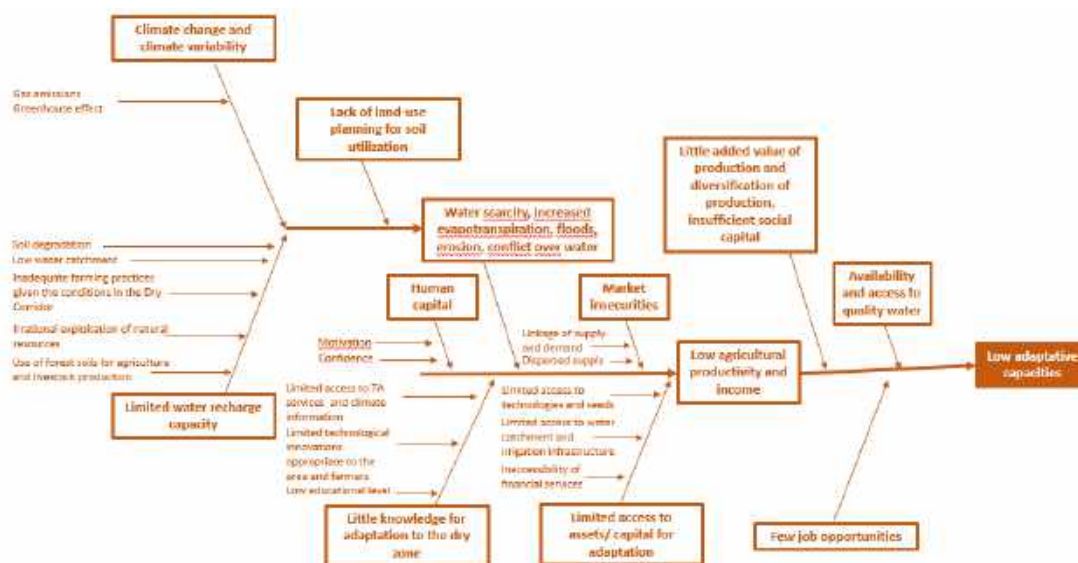 Climate change and
climate variability
Gas emissions
Greenhouse effect
Lack of land-use
planning for soil
utilization
Little added value of
production and
diversification of
production,
insufficient social
capital
Water scarcity, increased
evapotranspiration, floods,
erosion, conflict over water
Soil degradation
Low water catchment
Inadequate farming practices
given the conditions in the Dry
Corridor
Irrational exploitation of natural
resources
Use of forest soils for agriculture
and livestock production
Limited water recharge
capacity
Human
capital
Market
insecurities
Availability
and access to
quality water
Motivation
Confidence
Linkage of supply
and demand
Dispersed supply
Low agricultural
productivity and
income
Low adaptative
capacities
Limited access to TA
services and climate
information
Limited technological
innovations
appropriate to the
area and farmers
Low educational level
Limited access to
technologies and seeds
Limited access to water
catchment and
irrigation infrastructure
Inaccessibility of
financial services
Little knowledge for
adaptation to the dry
zone
Limited access to
assets/ capital for
adaptation
Few job opportunities